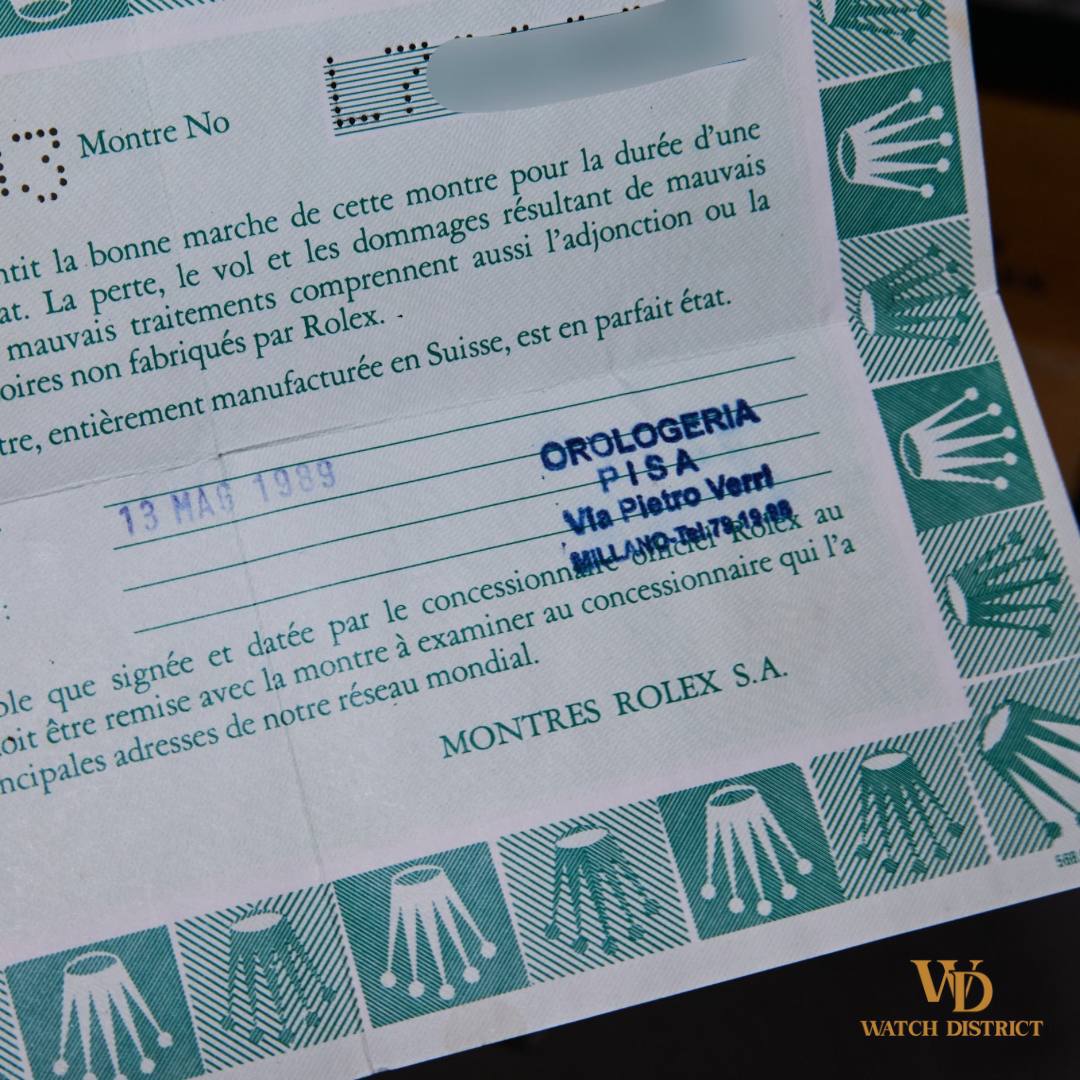 3 Montre No L
ntit la bonne marche de cette montre pour la durée d'une
at. La perte, le vol et les dommages résultant de mauvais
mauvais traitements comprennent aussi l'adjonction ou la
oires non fabriqués par Rolex.
tre, entièrement manufacturée en Suisse, est en parfait état.
13 MAG 1989
OROLOGERIA
PISA
Via Pietro Verri
MILLANO-Tel.
ble que signée et datée par le concessionnaire officiel Rolex au
oit être remise avec la montre à examiner au concessionnaire qui l'a
ncipales adresses de notre réseau mondial.
MONTRES ROLEX S.A.
WD
WATCH DISTRICT